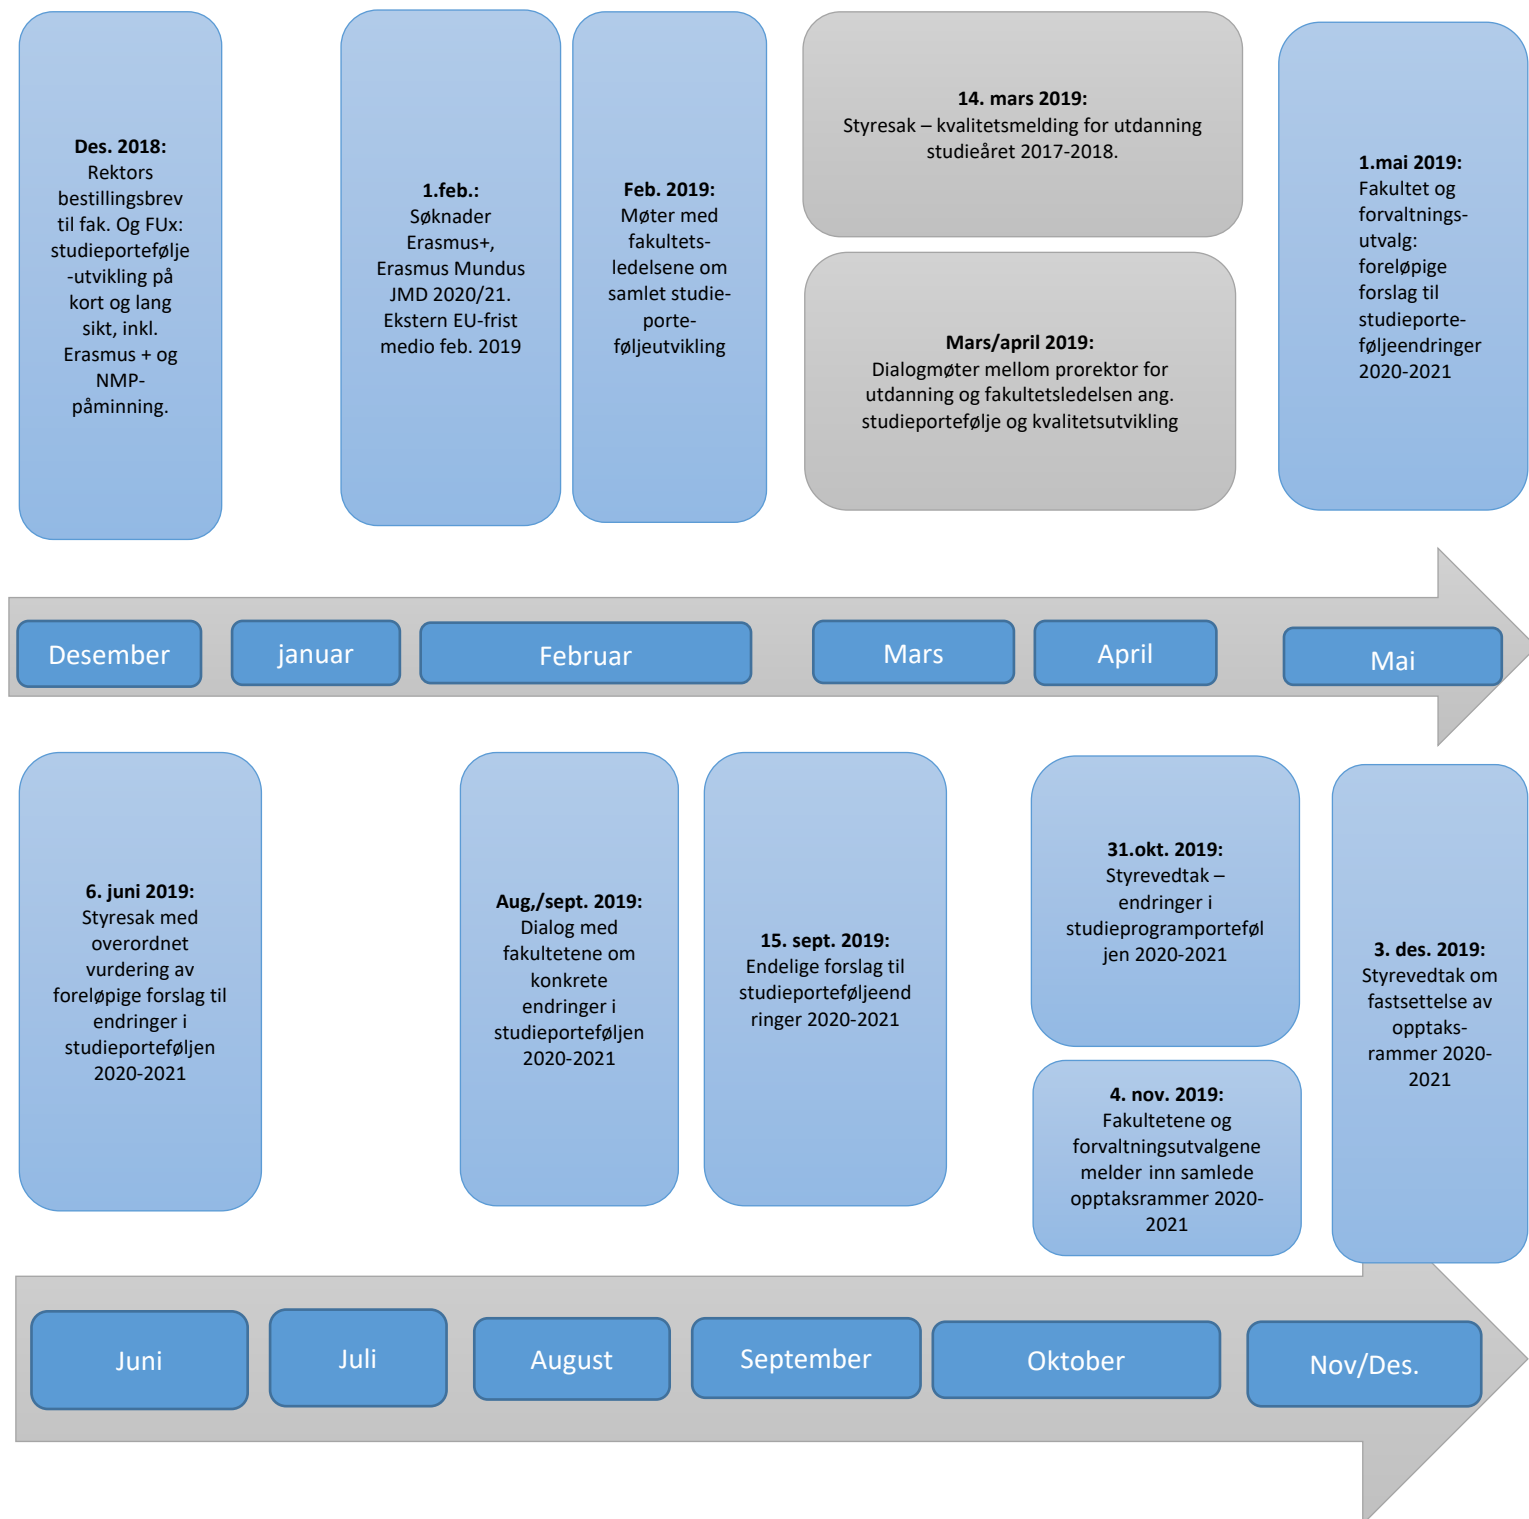 Des. 2018:
Rektors
bestillingsbrev
til fak. Og FUx:
studieportefølje
-utvikling på
kort og lang
sikt, inkl.
Erasmus + og
NMP-
påminning.
1.feb.:
Søknader
Erasmus+,
Erasmus Mundus
JMD 2020/21.
Ekstern EU-frist
medio feb. 2019
Feb. 2019:
Møter med
fakultets-
ledelsene om
samlet studie-
porte-
føljeutvikling
14. mars 2019:
Styresak – kvalitetsmelding for utdanning
studieåret 2017-2018.
Mars/april 2019:
Dialogmøter mellom prorektor for
utdanning og fakultetsledelsen ang.
studieportefølje og kvalitetsutvikling
1.mai 2019:
Fakultet og
forvaltnings-
utvalg:
foreløpige
forslag til
studieporte-
føljeendringer
2020-2021
Desember
januar
Februar
Mars
April
Mai
6. juni 2019:
Styresak med
overordnet
vurdering av
foreløpige forslag til
endringer i
studieporteføljen
2020-2021
Aug,/sept. 2019:
Dialog med
fakultetene om
konkrete
endringer i
studieporteføljen
2020-2021
15. sept. 2019:
Endelige forslag til
studieporteføljeend
ringer 2020-2021
31.okt. 2019:
Styrevedtak –
endringer i
studieprogramporteføl
jen 2020-2021
4. nov. 2019:
Fakultetene og
forvaltningsutvalgene
melder inn samlede
opptaksrammer 2020-
2021
3. des. 2019:
Styrevedtak om
fastsettelse av
opptaks-
rammer 2020-
2021
Juni
Juli
August
September
Oktober
Nov/Des.